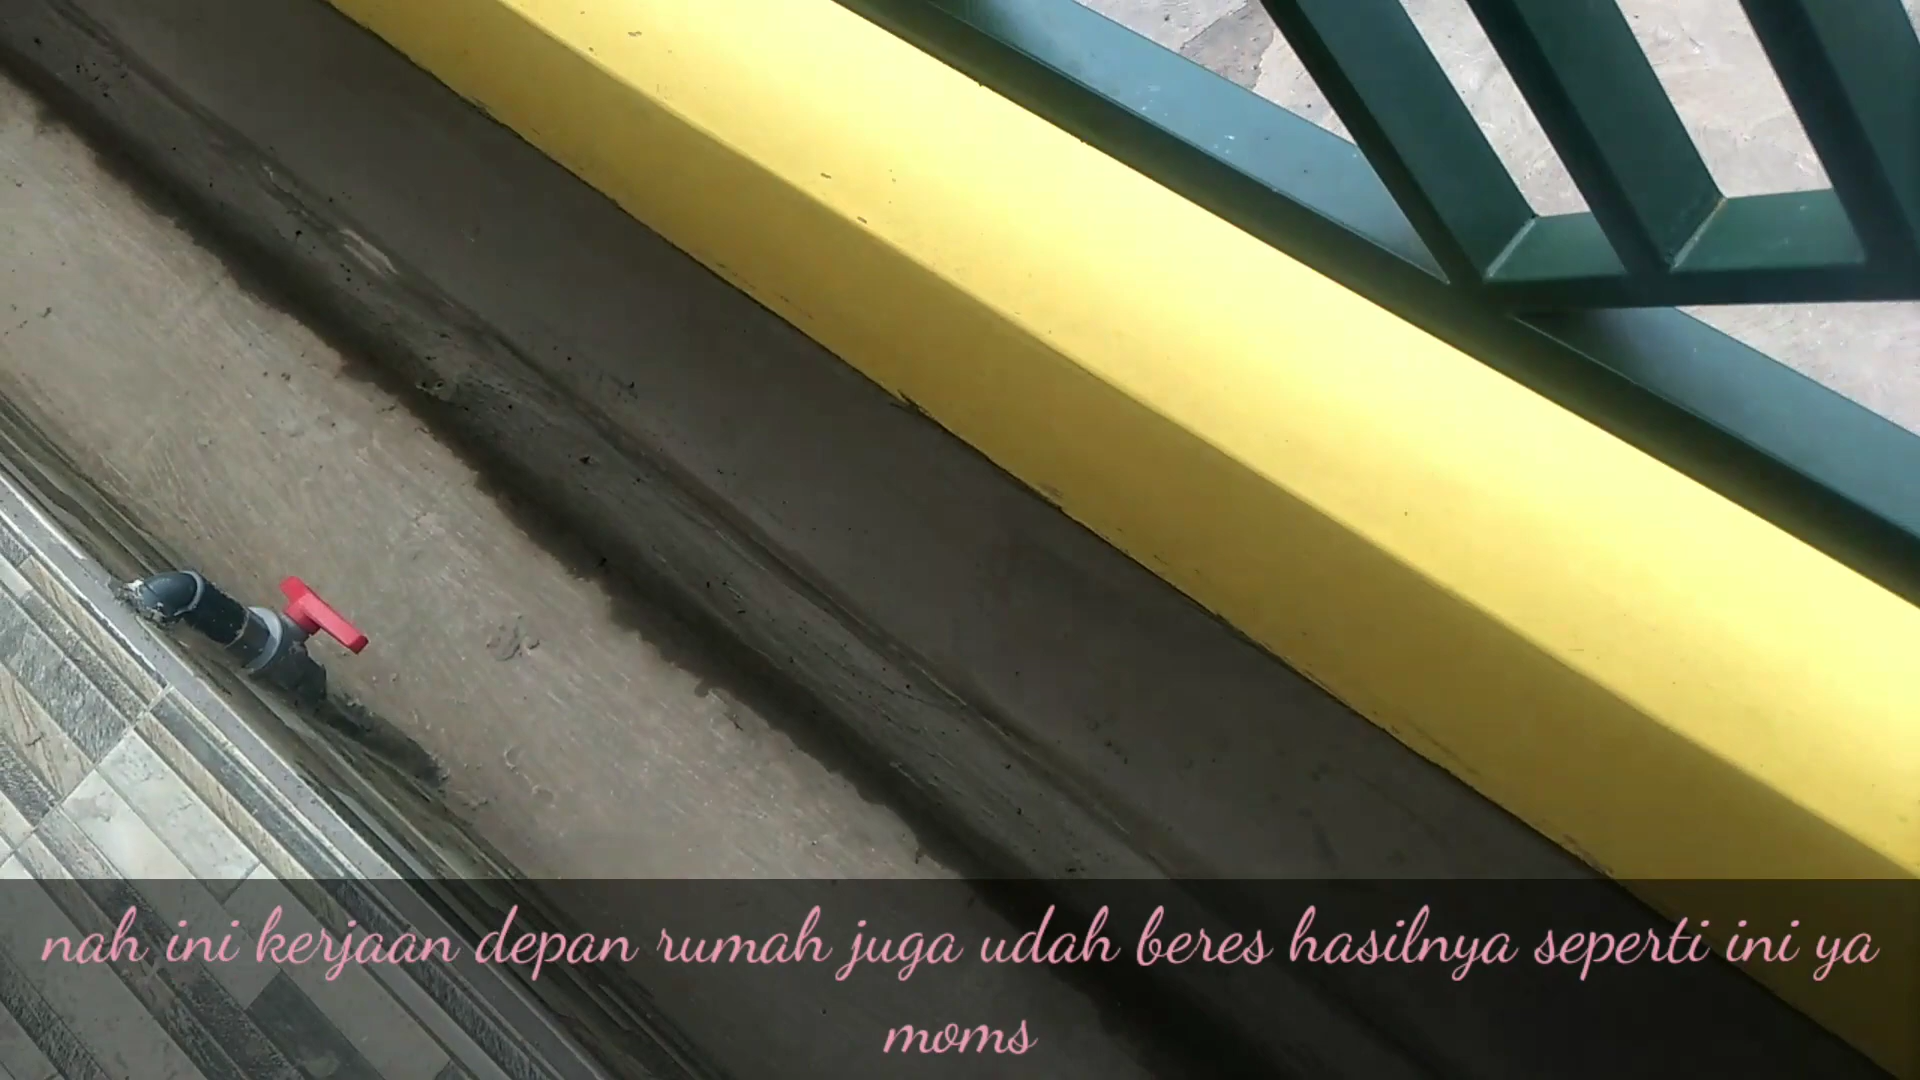 nah ini kerjaan depan rumah juga udah beres hasilnya seperti ini ya
moms